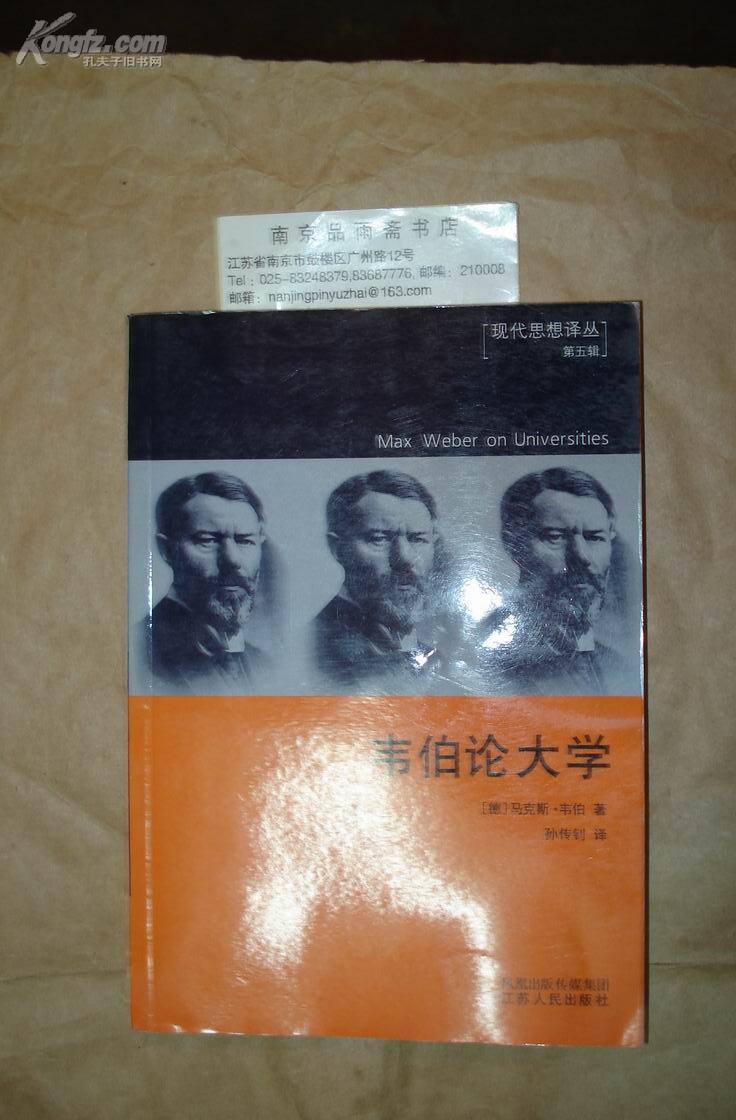 Kongfz.com
孔夫子旧书网
南京品雨斋书店
江苏省南京市鼓楼区广州路12号
Tel：025-83248379,83687776, 邮编：210008
邮箱：nanjingpinyuzhai@163.com
[现代思想译丛]
第五辑
Max Weber on Universities
韦伯论大学
[德]马克斯·韦伯 著
孙传钊 译
凤凰出版传媒集团
江苏人民出版社